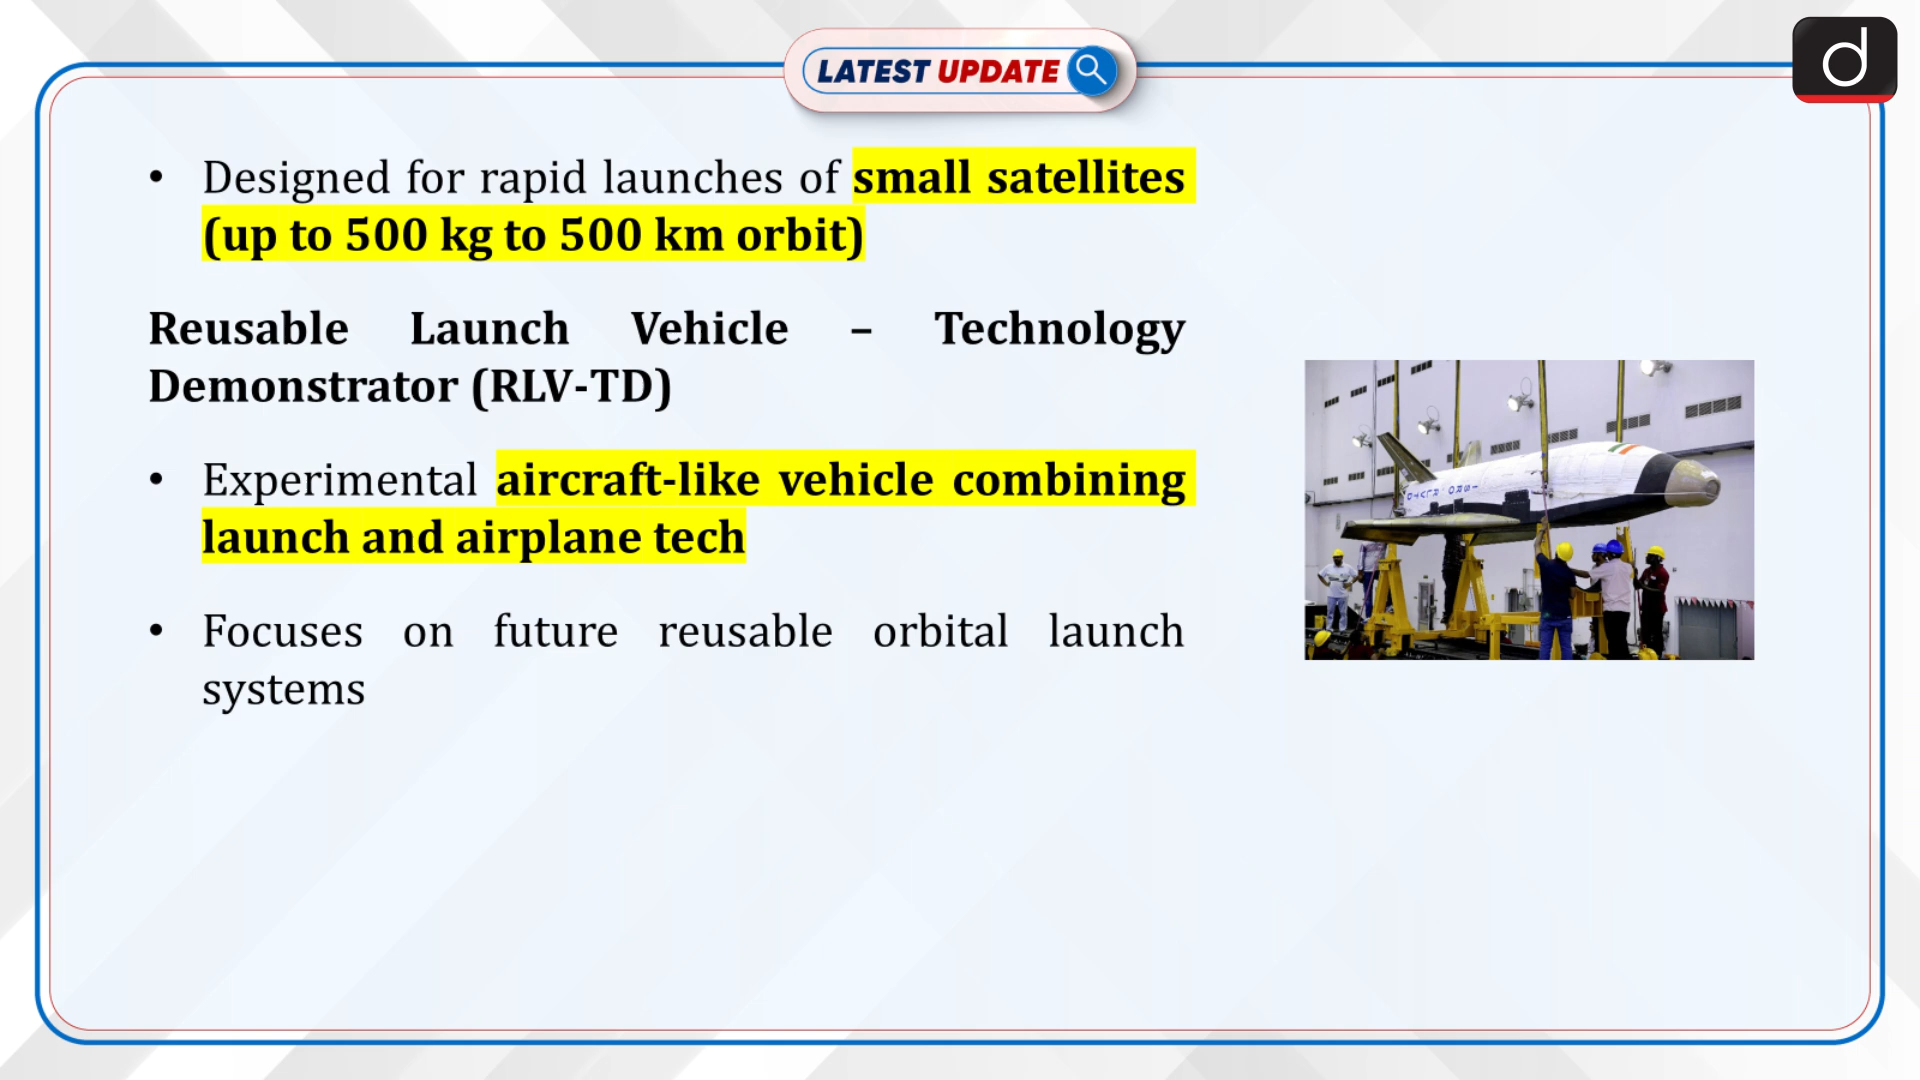 LATEST UPDATE
d
• Designed for rapid launches of small satellites
(up to 500 kg to 500 km orbit)
Reusable Launch Vehicle – Technology
Demonstrator (RLV-TD)
• Experimental aircraft-like vehicle combining
launch and airplane tech
• Focuses on future reusable orbital launch
systems
ISRO RLVTD